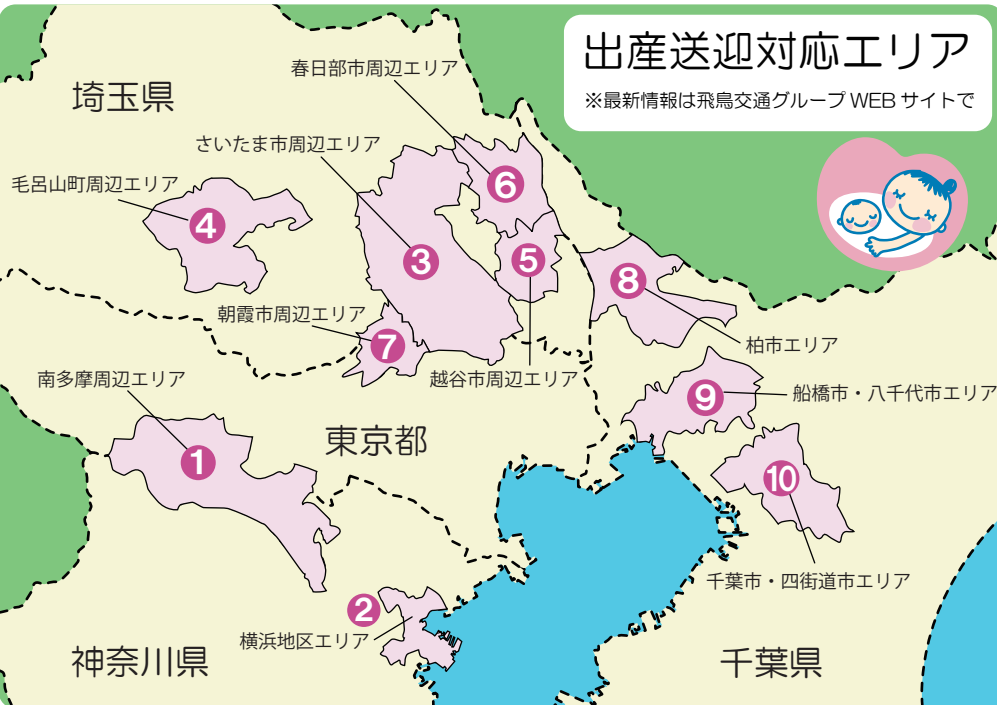 出産送迎対応エリア
※最新情報は飛鳥交通グループ WEB サイトで
埼玉県
春日部市周辺エリア
さいたま市周辺エリア
毛呂山町周辺エリア
6
4
3
5
8
朝霞市周辺エリア
7
柏市エリア
南多摩周辺エリア
越谷市周辺エリア
船橋市・八千代市エリア
9
東京都
1
10
千葉市・四街道市エリア
2
横浜地区エリア
神奈川県
千葉県